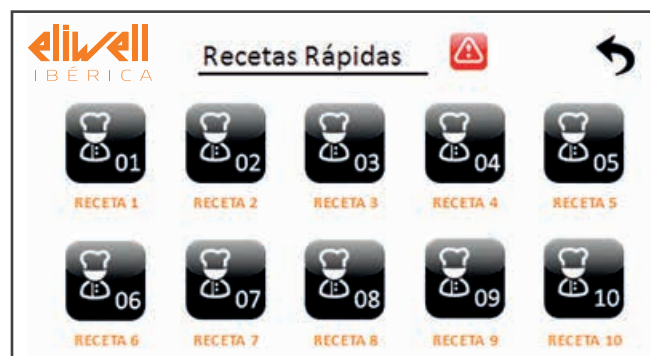 eliwell
IBÉRICA
Recetas Rápidas
01 02 03 04 05
RECETA 1 RECETA 2 RECETA 3 RECETA 4 RECETA 5
06 07 08 09 10
RECETA 6 RECETA 7 RECETA 8 RECETA 9 RECETA 10